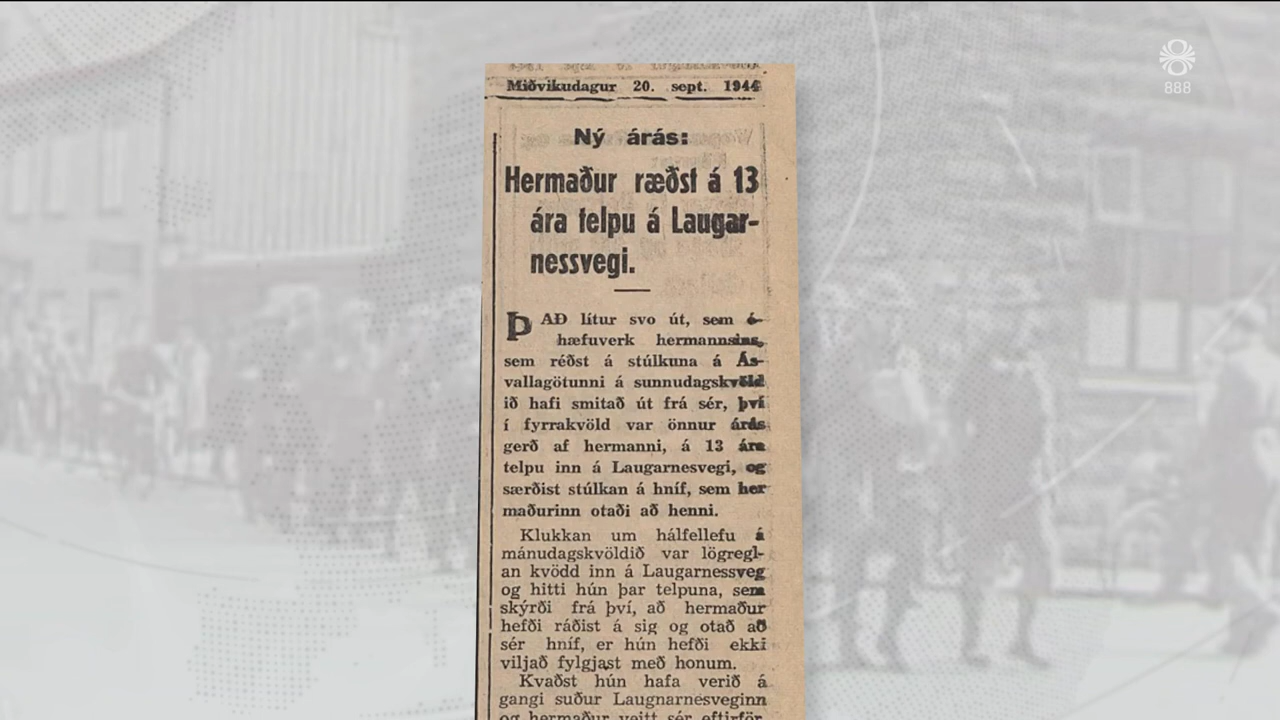 888
Miðvikudagur 20. sept. 1944
Ný árás:
Hermaður ræðst á 13
ára telpu á Laugar-
nessvegi.
ÞAÐ lítur svo út, sem ó-
hæfuverk hermannsins,
sem réðst á stúlkuna á Ás-
vallagötunni á sunnudagskvöld
ið hafi smitað út frá sér, því
í fyrrakvöld var önnur árás
gerð af hermanni, á 13 ára
telpu inn á Laugarnesvegi, og
særðist stúlkan á hníf, sem her
maðurinn otaði að henni.
Klukkan um hálfellefu á
mánudagskvöldið var lögregl-
an kvödd inn á Laugarnessveg
og hitti hún þar telpuna, sem
skýrði frá því, að hermaður
hefði ráðist á sig og otað að
sér hníf, er hún hefði ekki
viljað fylgjast með honum.
Kvaðst hún hafa verið á
gangi suður Laugnarnesveginn
og hermaður veitt sér eftirför,